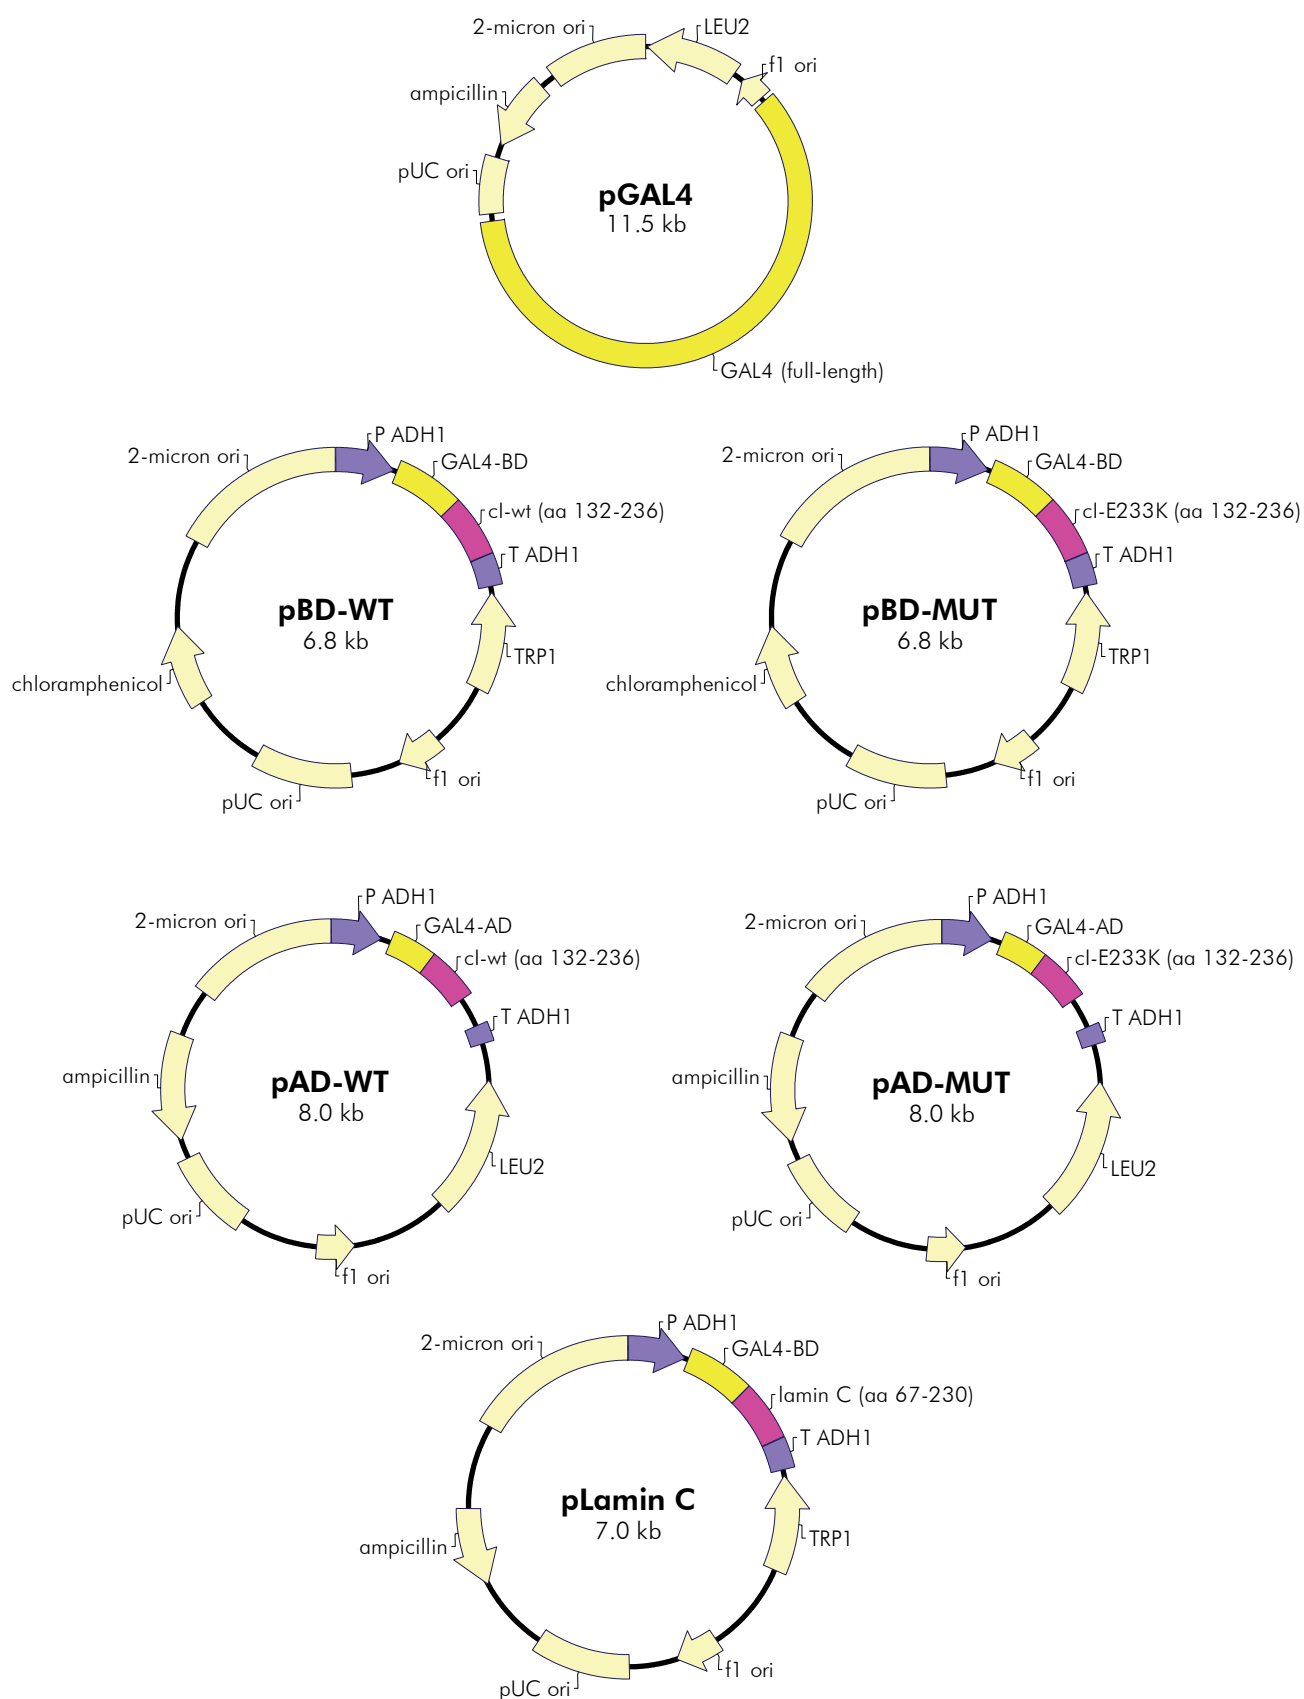 2-micron ori
LEU2
f1 ori
ampicillin
pUC ori
pGAL4
11.5 kb
GAL4 (full-length)
P ADH1
2-micron ori
GAL4-BD
cI-wt (aa 132-236)
T ADH1
pBD-WT
6.8 kb
TRP1
chloramphenicol
f1 ori
pUC ori
P ADH1
2-micron ori
GAL4-BD
cI-E233K (aa 132-236)
T ADH1
pBD-MUT
6.8 kb
TRP1
chloramphenicol
f1 ori
pUC ori
P ADH1
2-micron ori
GAL4-AD
cI-wt (aa 132-236)
T ADH1
ampicillin
pAD-WT
8.0 kb
LEU2
pUC ori
f1 ori
P ADH1
2-micron ori
GAL4-AD
cI-E233K (aa 132-236)
T ADH1
ampicillin
pAD-MUT
8.0 kb
LEU2
pUC ori
f1 ori
P ADH1
2-micron ori
GAL4-BD
lamin C (aa 67-230)
T ADH1
pLamin C
7.0 kb
TRP1
ampicillin
f1 ori
pUC ori